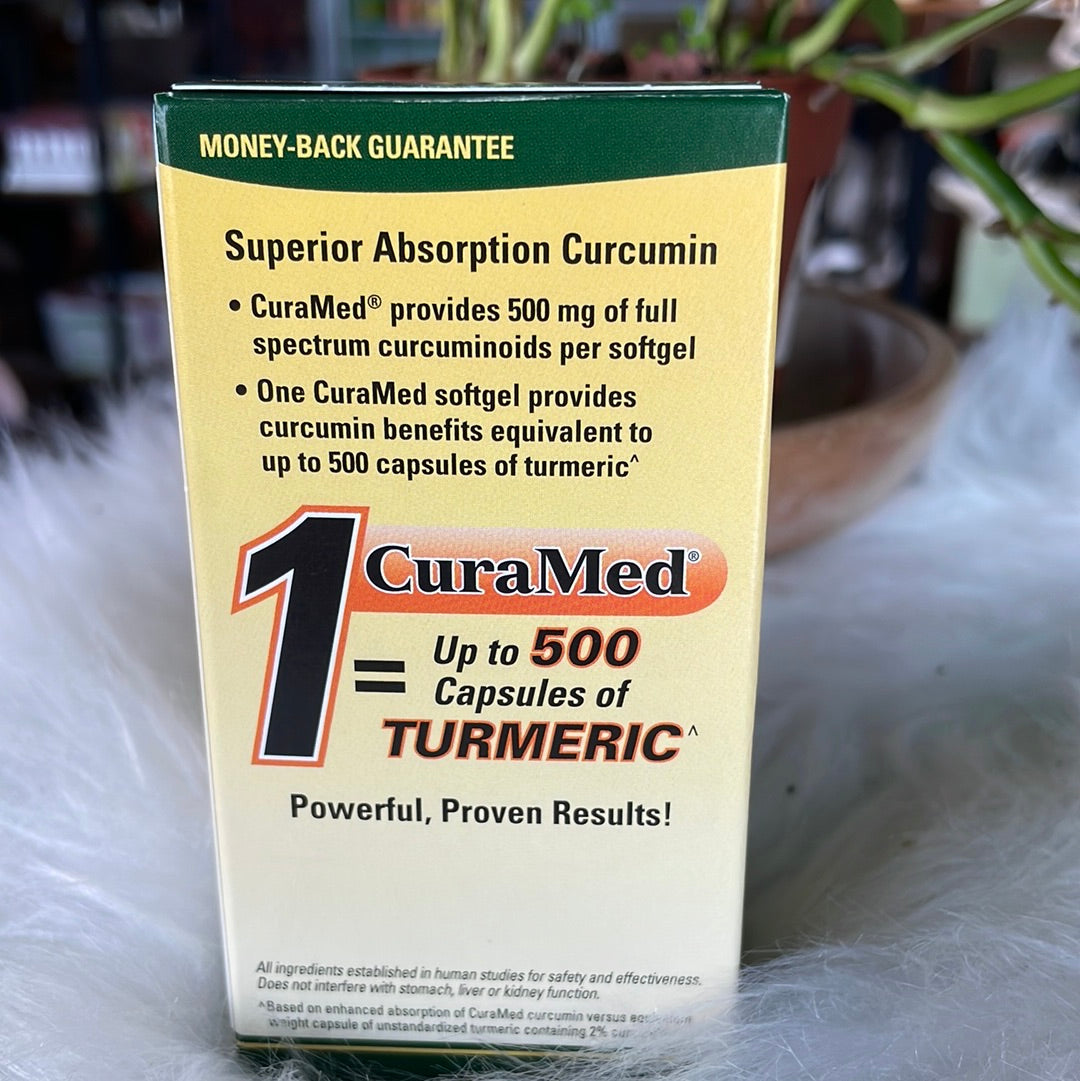 MONEY-BACK GUARANTEE
Superior Absorption Curcumin
• CuraMed® provides 500 mg of full
spectrum curcuminoids per softgel
• One CuraMed softgel provides
curcumin benefits equivalent to
up to 500 capsules of turmeric^
1 CuraMed®
= Up to 500
Capsules of
TURMERIC^
Powerful, Proven Results!
All ingredients established in human studies for safety and effectiveness.
Does not interfere with stomach, liver or kidney function.
^Based on enhanced absorption of CuraMed curcumin versus
weight capsule of unstandardized turmeric containing 2%